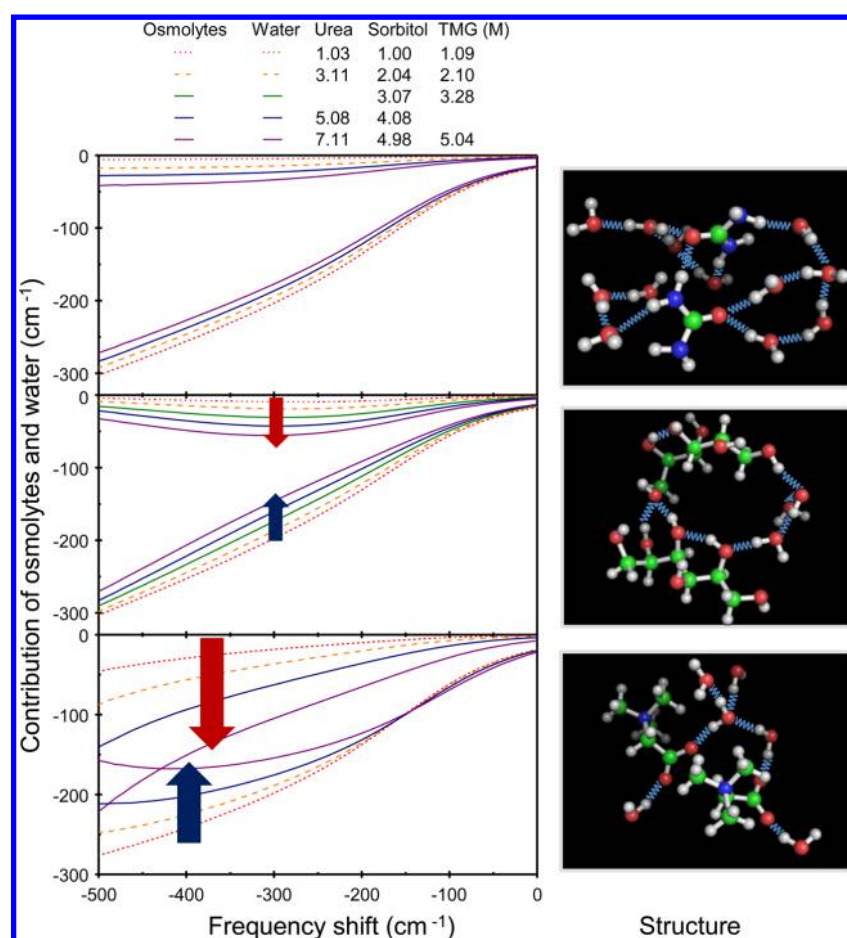 Osmolytes Water Urea Sorbitol TMG (M)
1.03 1.00 1.09
3.11 2.04 2.10
3.07 3.28
5.08 4.08
7.11 4.98 5.04
Contribution of osmolytes and water (cm⁻¹)
0
-100
-200
-300
0
-100
-200
-300
0
-100
-200
-300
-500 -400 -300 -200 -100 0
Frequency shift (cm⁻¹)
Structure